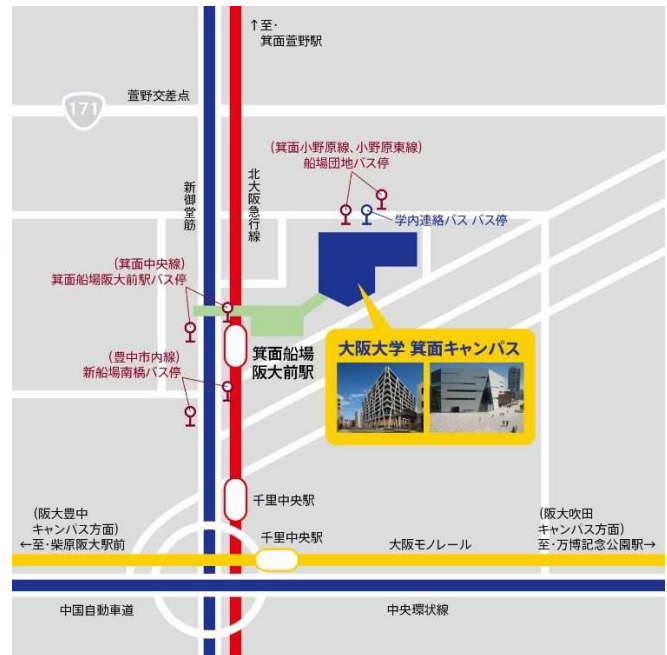 ↑至・
箕面萱野駅
171
萱野交差点
新御堂筋
北大阪急行線
(箕面小野原線、小野原東線)
船場団地バス停
学内連絡バス バス停
(箕面中央線)
箕面船場阪大前駅バス停
箕面船場
阪大前駅
大阪大学 箕面キャンパス
(豊中市内線)
新船場南橋バス停
千里中央駅
千里中央駅
(阪大豊中
キャンパス方面)
←至・柴原阪大駅前
大阪モノレール
(阪大吹田
キャンパス方面)
至・万博記念公園駅→
中国自動車道
中央環状線